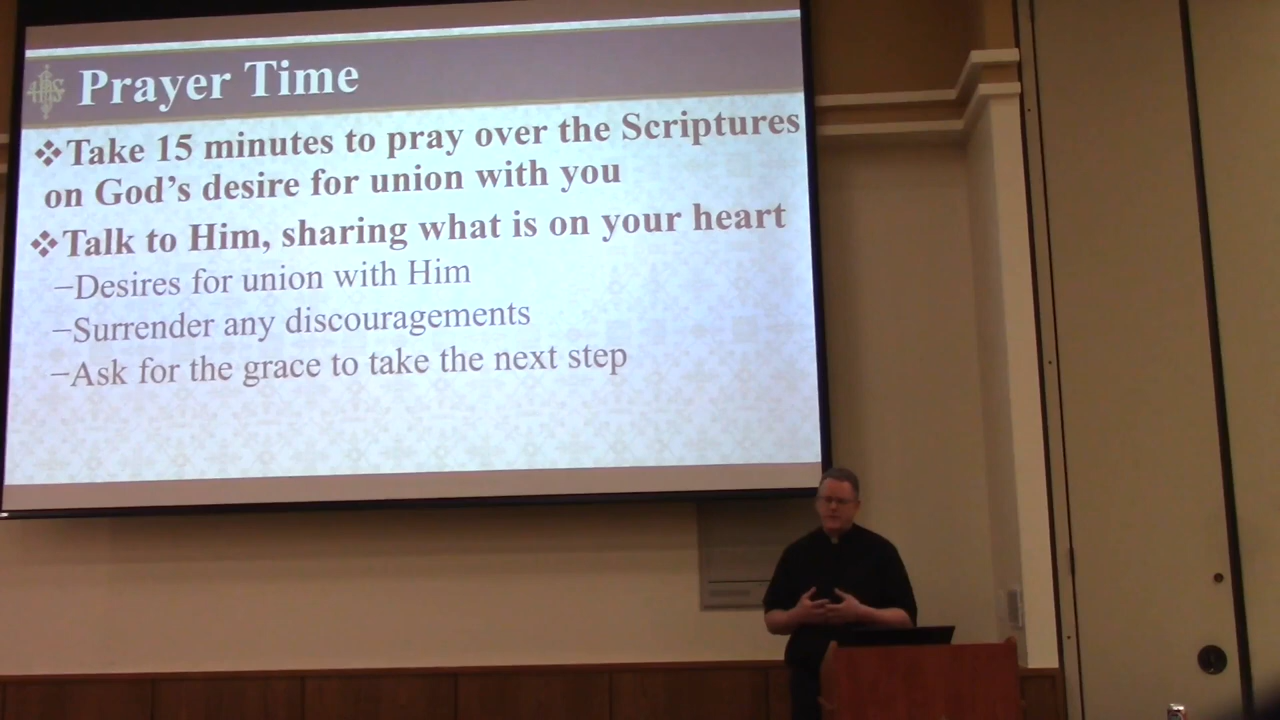 IHS Prayer Time
❖Take 15 minutes to pray over the Scriptures
on God's desire for union with you
❖Talk to Him, sharing what is on your heart
–Desires for union with Him
–Surrender any discouragements
–Ask for the grace to take the next step